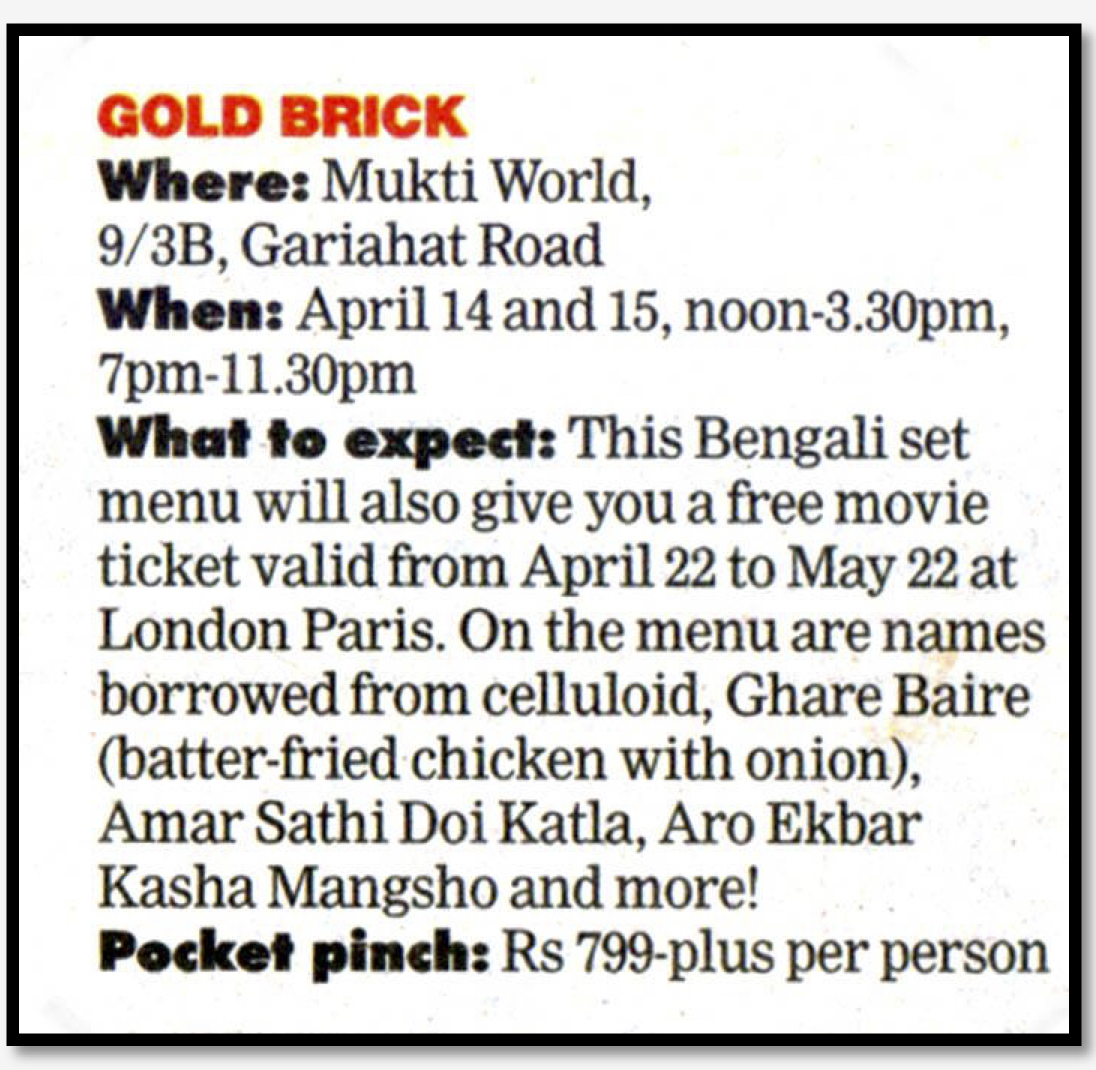 GOLD BRICK
Where: Mukti World,
9/3B, Gariahat Road
When: April 14 and 15, noon-3.30pm,
7pm-11.30pm
What to expect: This Bengali set
menu will also give you a free movie
ticket valid from April 22 to May 22 at
London Paris. On the menu are names
borrowed from celluloid, Ghare Baire
(batter-fried chicken with onion),
Amar Sathi Doi Katla, Aro Ekbar
Kasha Mangsho and more!
Pocket pinch: Rs 799-plus per person